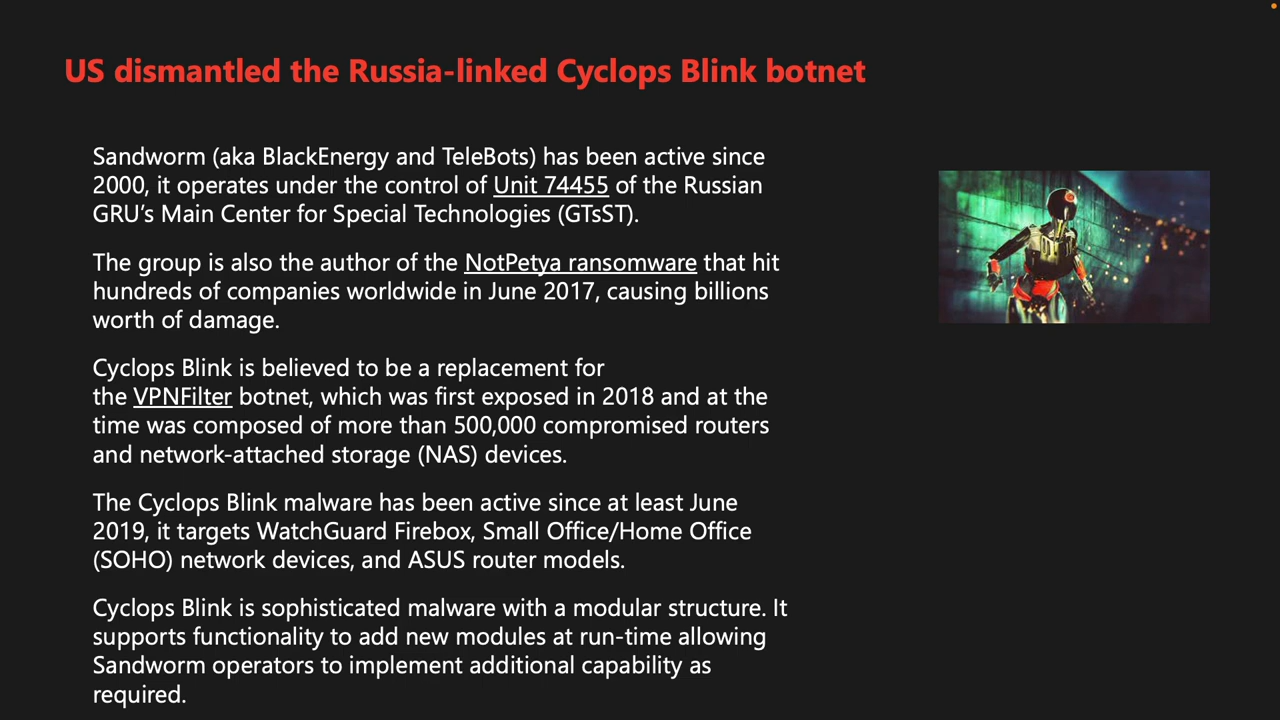 US dismantled the Russia-linked Cyclops Blink botnet
Sandworm (aka BlackEnergy and TeleBots) has been active since
2000, it operates under the control of Unit 74455 of the Russian
GRU’s Main Center for Special Technologies (GTsST).
The group is also the author of the NotPetya ransomware that hit
hundreds of companies worldwide in June 2017, causing billions
worth of damage.
Cyclops Blink is believed to be a replacement for
the VPNFilter botnet, which was first exposed in 2018 and at the
time was composed of more than 500,000 compromised routers
and network-attached storage (NAS) devices.
The Cyclops Blink malware has been active since at least June
2019, it targets WatchGuard Firebox, Small Office/Home Office
(SOHO) network devices, and ASUS router models.
Cyclops Blink is sophisticated malware with a modular structure. It
supports functionality to add new modules at run-time allowing
Sandworm operators to implement additional capability as
required.